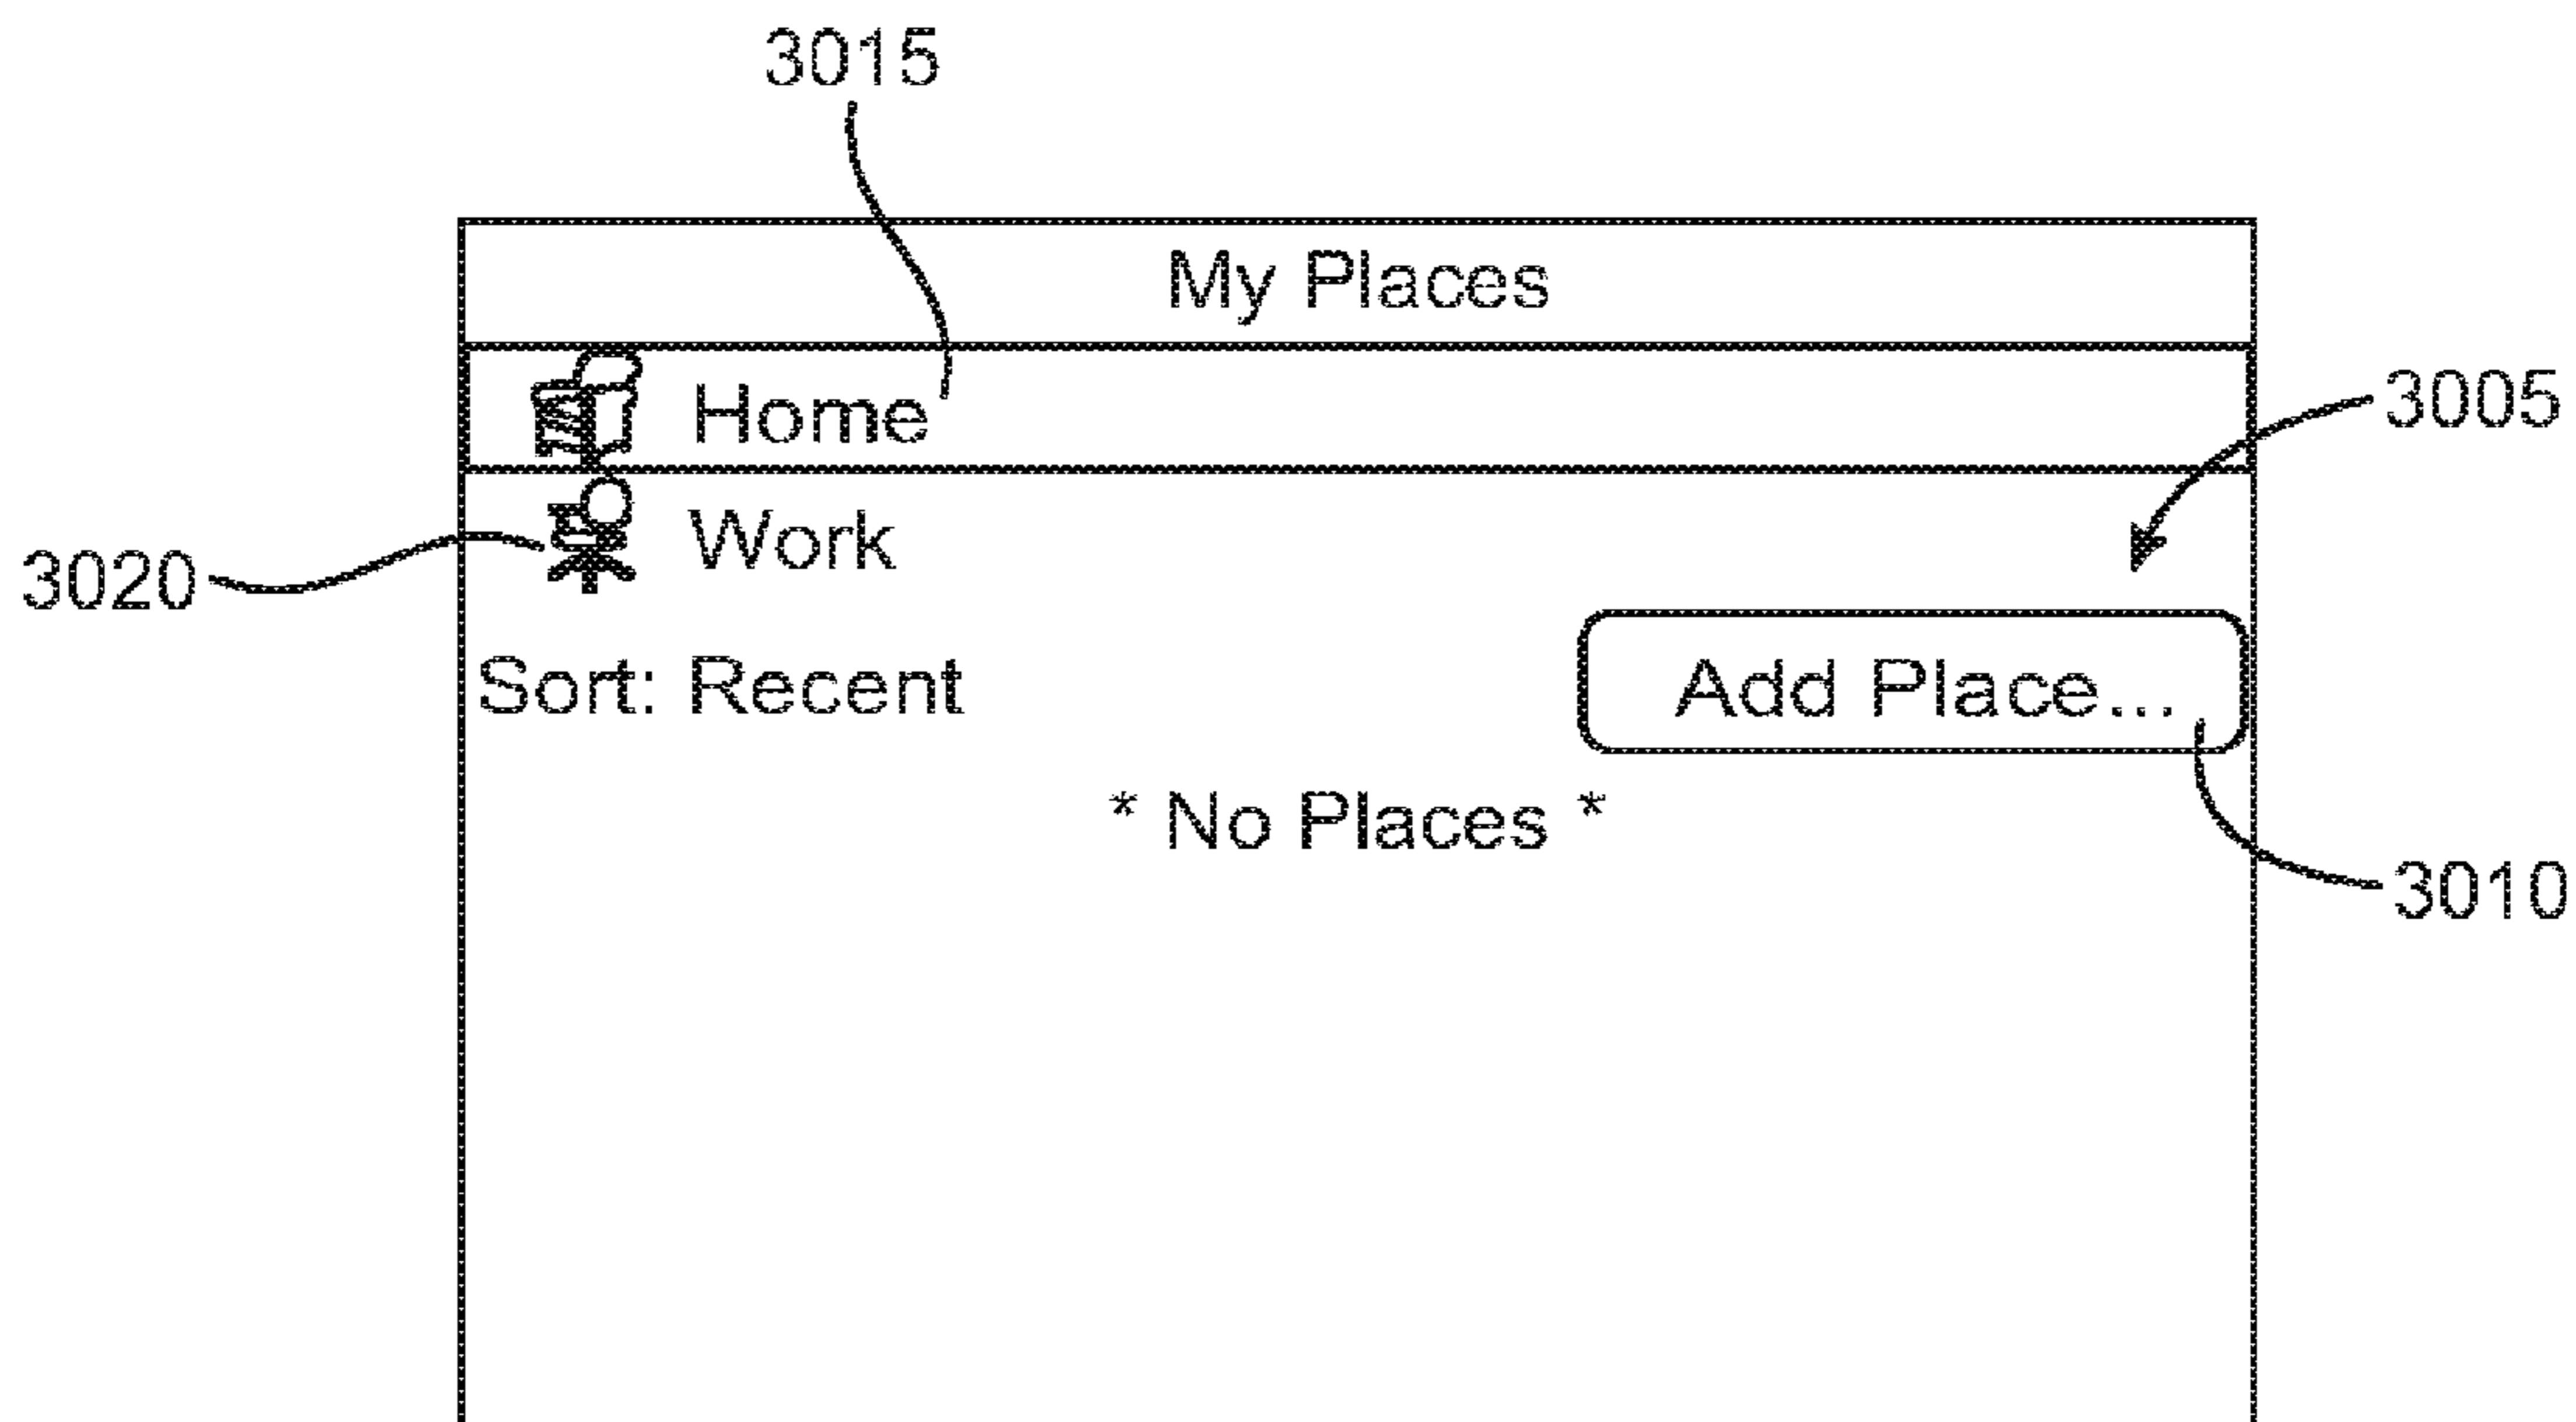 3015
My Places
Home
3005
Work
3020
Sort: Recent
Add Place...
* No Places *
3010